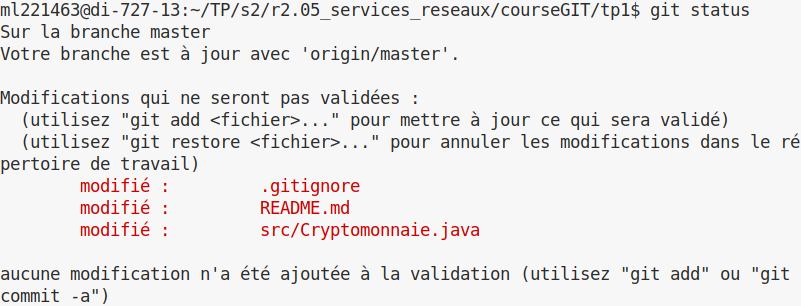 ml221463@di-727-13:~/TP/s2/r2.05_services_reseaux/courseGIT/tp1$ git status
Sur la branche master
Votre branche est à jour avec 'origin/master'.

Modifications qui ne seront pas validées :
  (utilisez "git add <fichier>..." pour mettre à jour ce qui sera validé)
  (utilisez "git restore <fichier>..." pour annuler les modifications dans le ré
pertoire de travail)
        modifié :         .gitignore
        modifié :         README.md
        modifié :         src/Cryptomonnaie.java

aucune modification n'a été ajoutée à la validation (utilisez "git add" ou "git
commit -a")